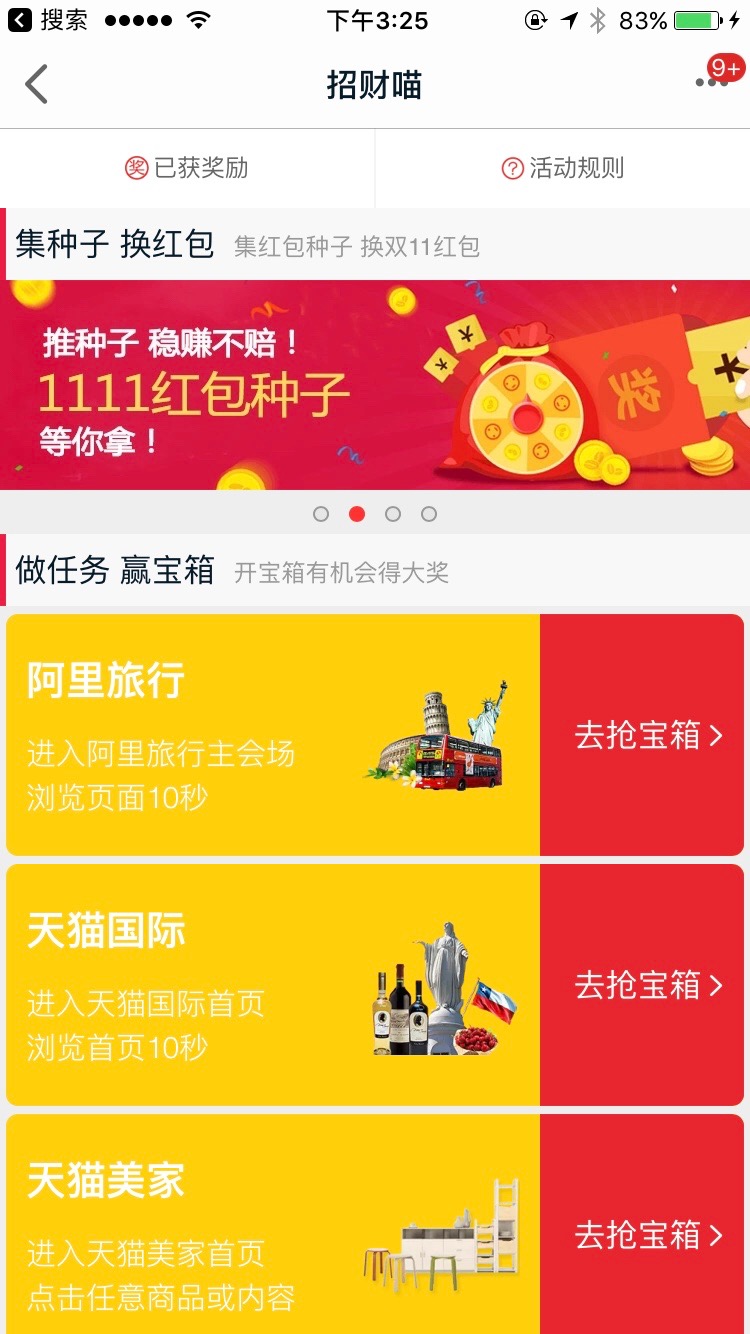 搜索 下午3:25 83%
招财喵 9+
奖 已获奖励 ? 活动规则
集种子 换红包 集红包种子 换双11红包
推种子 稳赚不赔！
1111红包种子
等你拿！
奖
做任务 赢宝箱 开宝箱有机会得大奖
阿里旅行
进入阿里旅行主会场
浏览页面10秒
去抢宝箱
天猫国际
进入天猫国际首页
浏览首页10秒
去抢宝箱
天猫美家
进入天猫美家首页
点击任意商品或内容
去抢宝箱